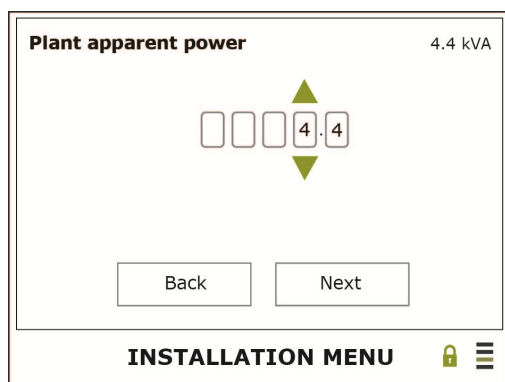 Plant apparent power 4.4 kVA
4.4
Back Next
INSTALLATION MENU